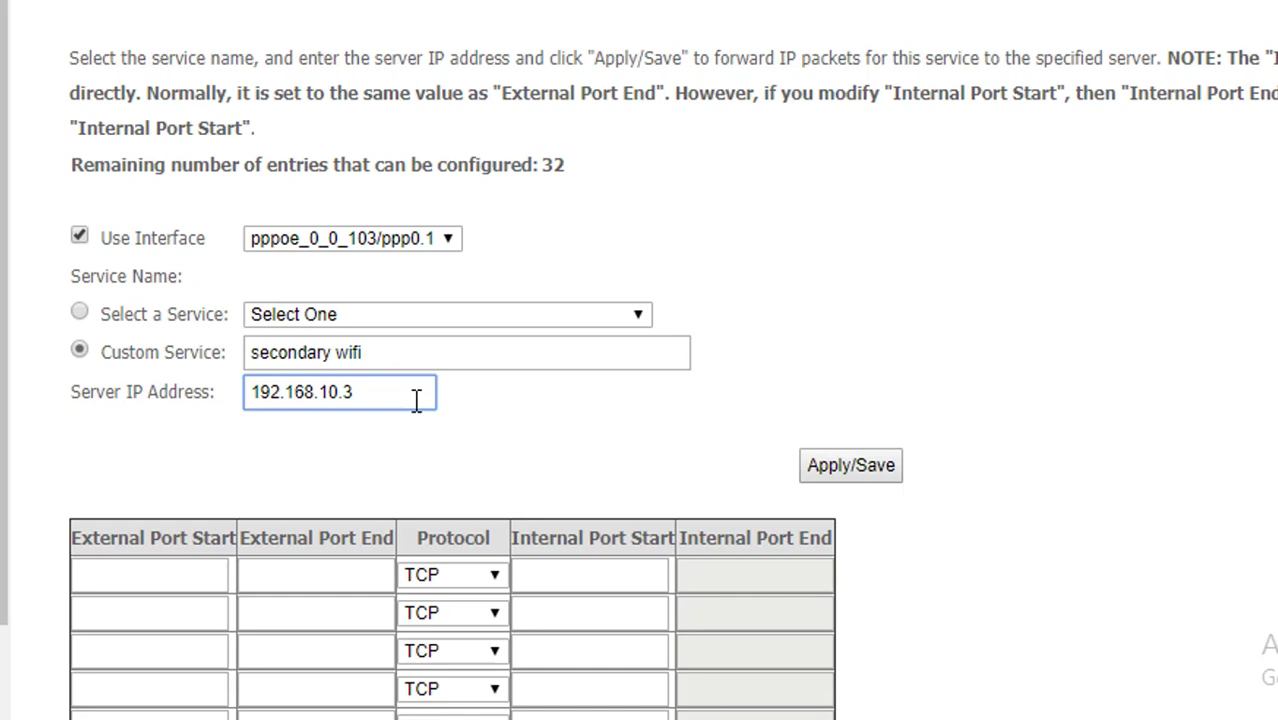 Select the service name, and enter the server IP address and click "Apply/Save" to forward IP packets for this service to the specified server. NOTE: The "I
directly. Normally, it is set to the same value as "External Port End". However, if you modify "Internal Port Start", then "Internal Port End
"Internal Port Start".
Remaining number of entries that can be configured: 32
Use Interface pppoe_0_0_103/ppp0.1
Service Name:
Select a Service: Select One
Custom Service: secondary wifi
Server IP Address: 192.168.10.3
Apply/Save
External Port Start External Port End Protocol Internal Port Start Internal Port End
TCP
TCP
TCP
TCP